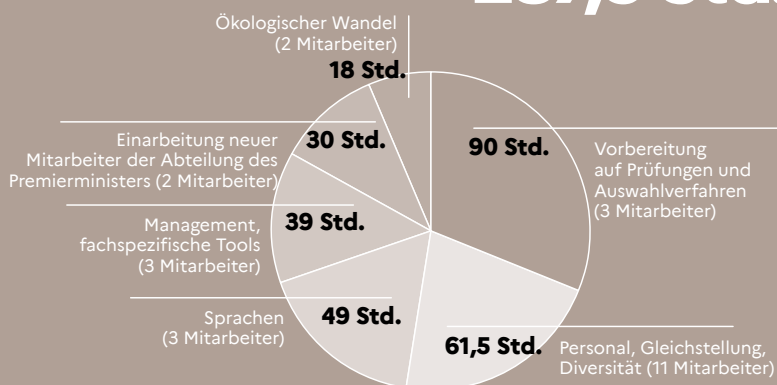 Ökologischer Wandel
(2 Mitarbeiter)
18 Std.
Einarbeitung neuer
Mitarbeiter der Abteilung des
Premierministers (2 Mitarbeiter)
30 Std.
90 Std.
Vorbereitung
auf Prüfungen und
Auswahlverfahren
(3 Mitarbeiter)
Management,
fachspezifische Tools
(3 Mitarbeiter)
39 Std.
Sprachen
(3 Mitarbeiter)
49 Std.
61,5 Std.
Personal, Gleichstellung,
Diversität (11 Mitarbeiter)